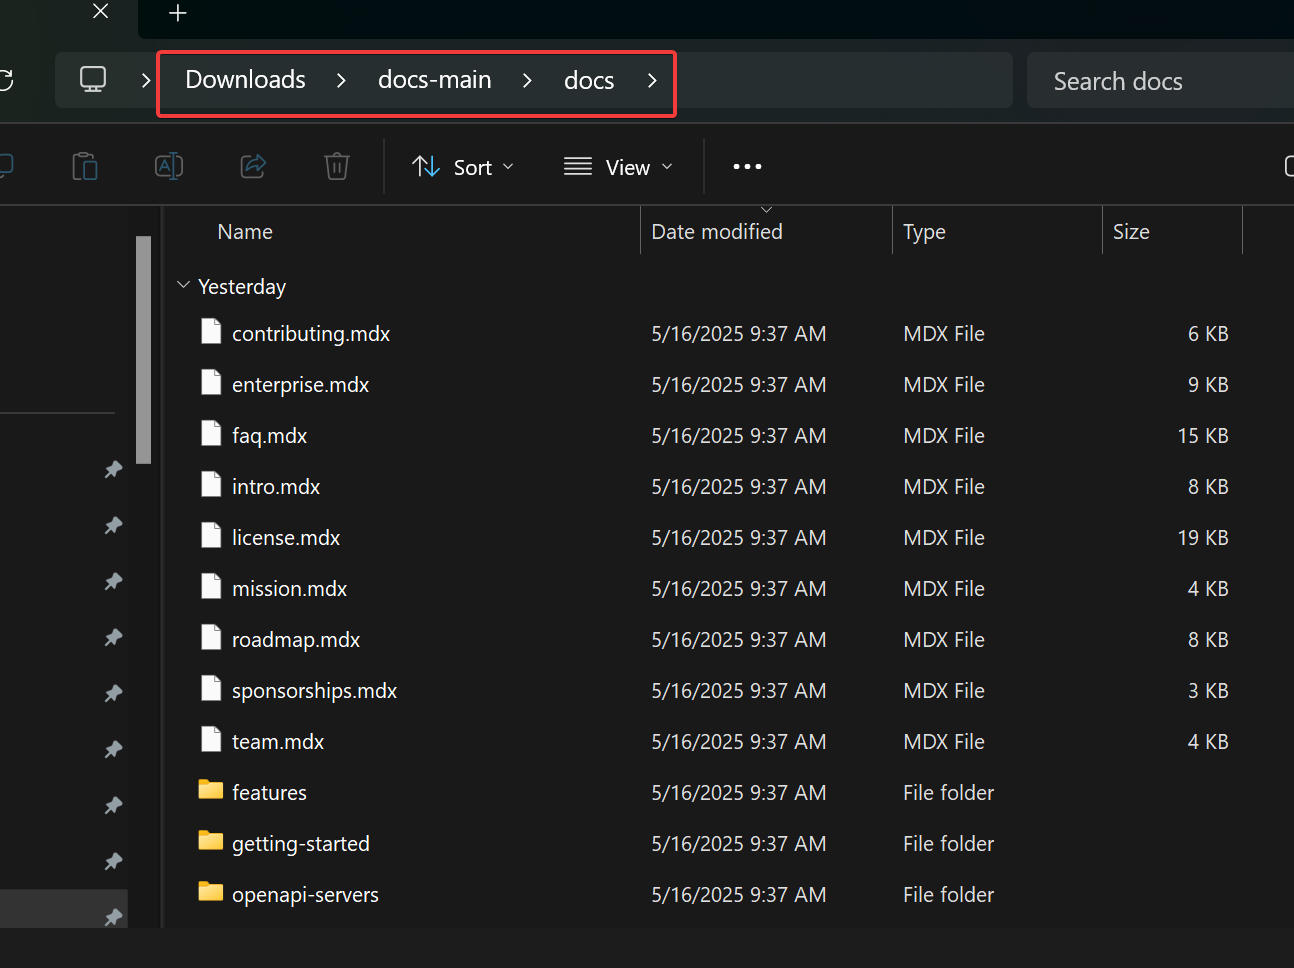 Downloads > docs-main > docs >
Search docs
Sort
View
Name Date modified Type Size
Yesterday
contributing.mdx 5/16/2025 9:37 AM MDX File 6 KB
enterprise.mdx 5/16/2025 9:37 AM MDX File 9 KB
faq.mdx 5/16/2025 9:37 AM MDX File 15 KB
intro.mdx 5/16/2025 9:37 AM MDX File 8 KB
license.mdx 5/16/2025 9:37 AM MDX File 19 KB
mission.mdx 5/16/2025 9:37 AM MDX File 4 KB
roadmap.mdx 5/16/2025 9:37 AM MDX File 8 KB
sponsorships.mdx 5/16/2025 9:37 AM MDX File 3 KB
team.mdx 5/16/2025 9:37 AM MDX File 4 KB
features 5/16/2025 9:37 AM File folder
getting-started 5/16/2025 9:37 AM File folder
openapi-servers 5/16/2025 9:37 AM File folder